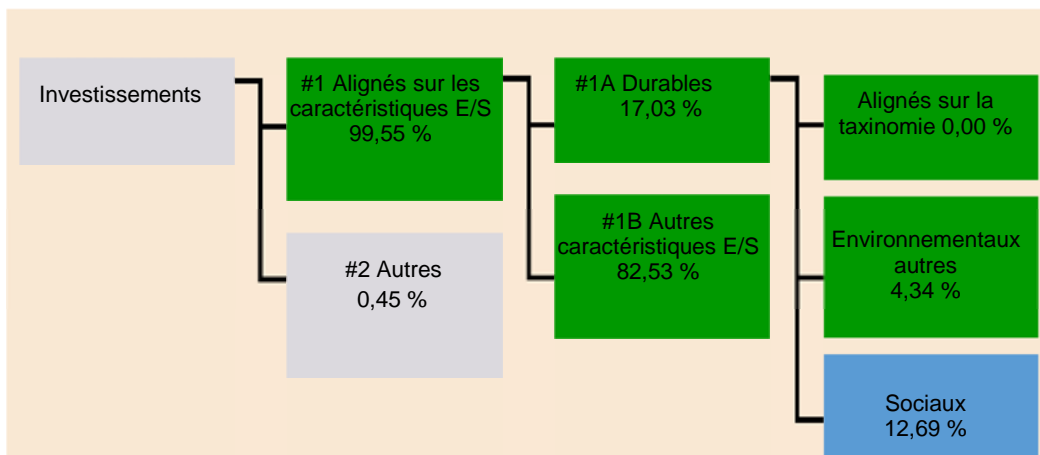 Investissements
#1 Alignés sur les
caractéristiques E/S
99,55 %
#2 Autres
0,45 %
#1A Durables
17,03 %
#1B Autres
caractéristiques E/S
82,53 %
Alignés sur la
taxinomie 0,00 %
Environnementaux
autres
4,34 %
Sociaux
12,69 %